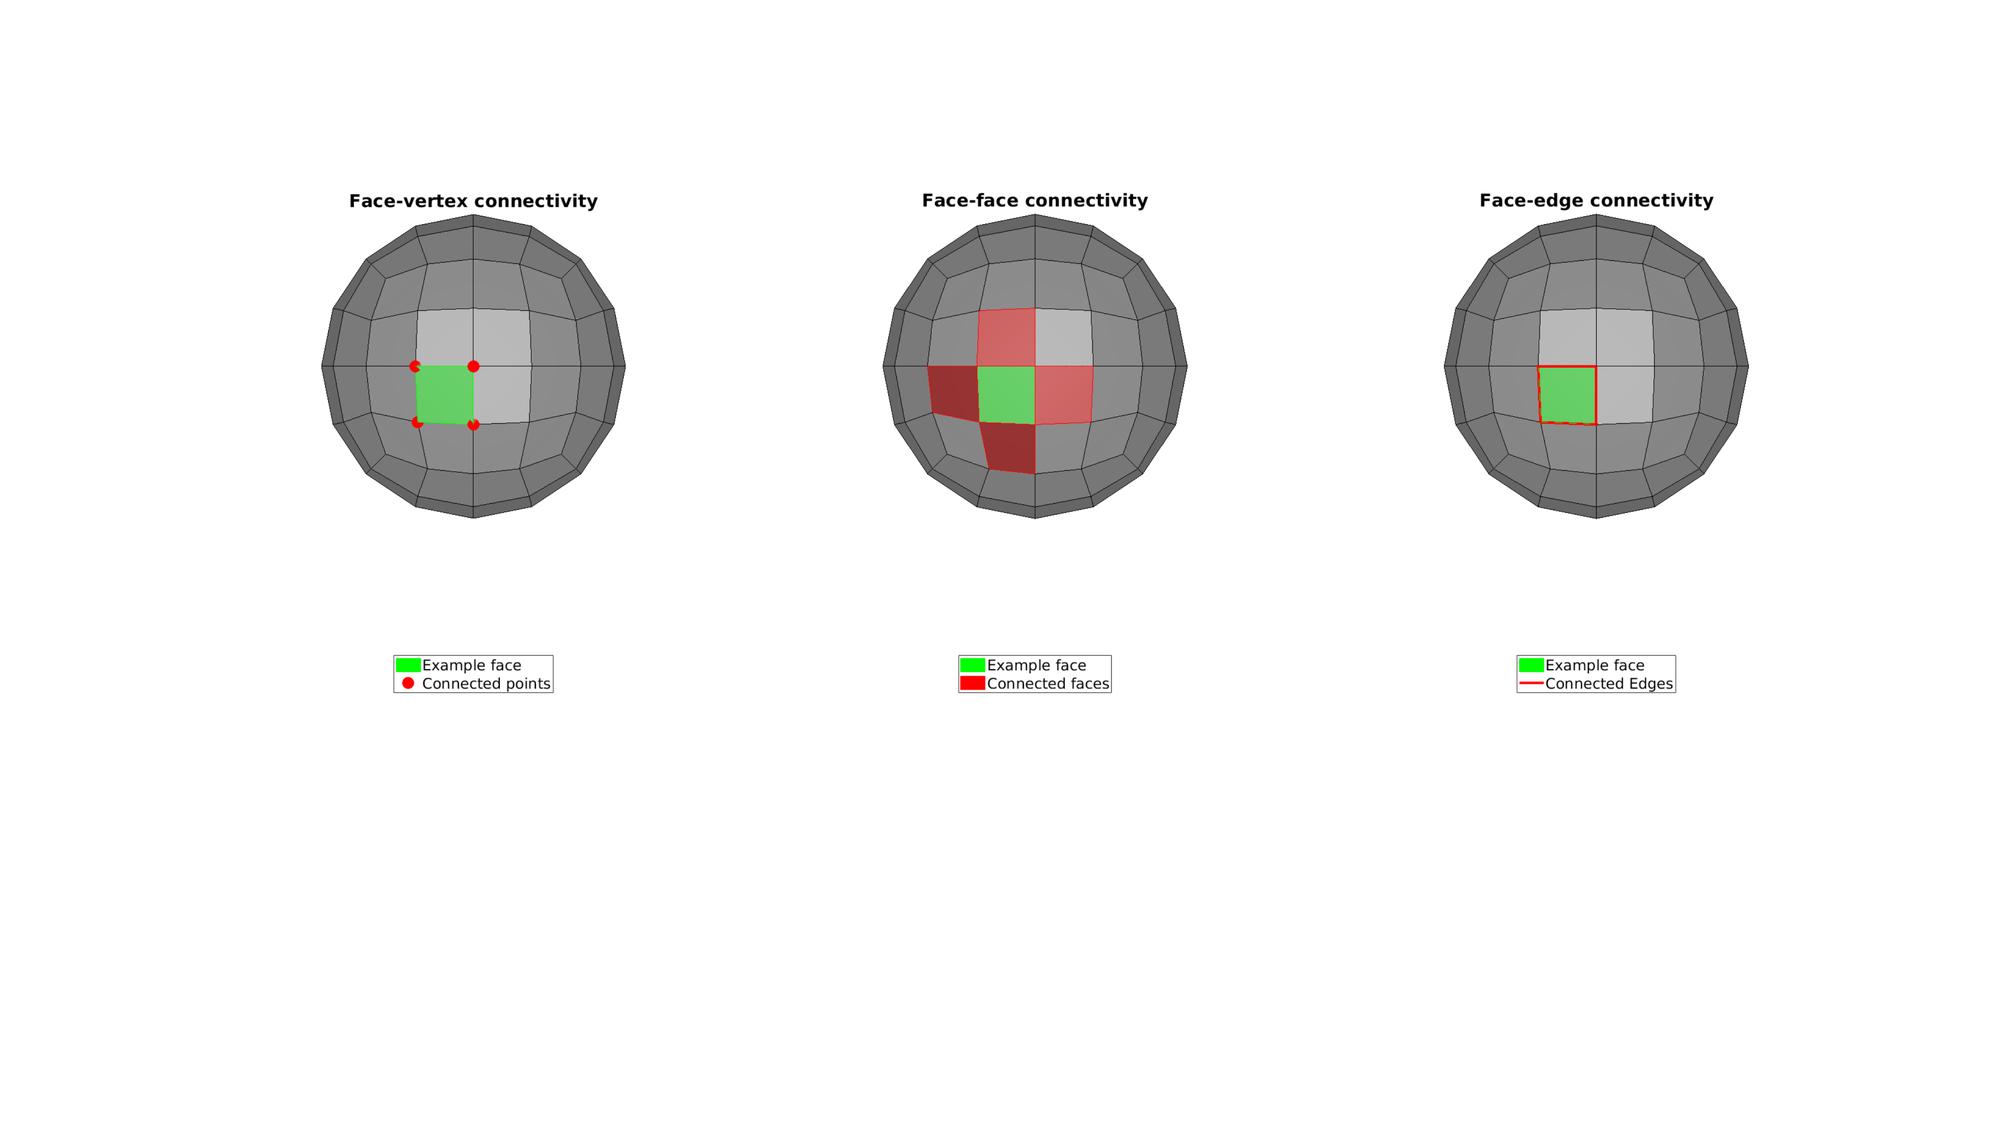 Face-vertex connectivity
Face-face connectivity
Face-edge connectivity
Example face
Connected points
Example face
Connected faces
Example face
Connected Edges